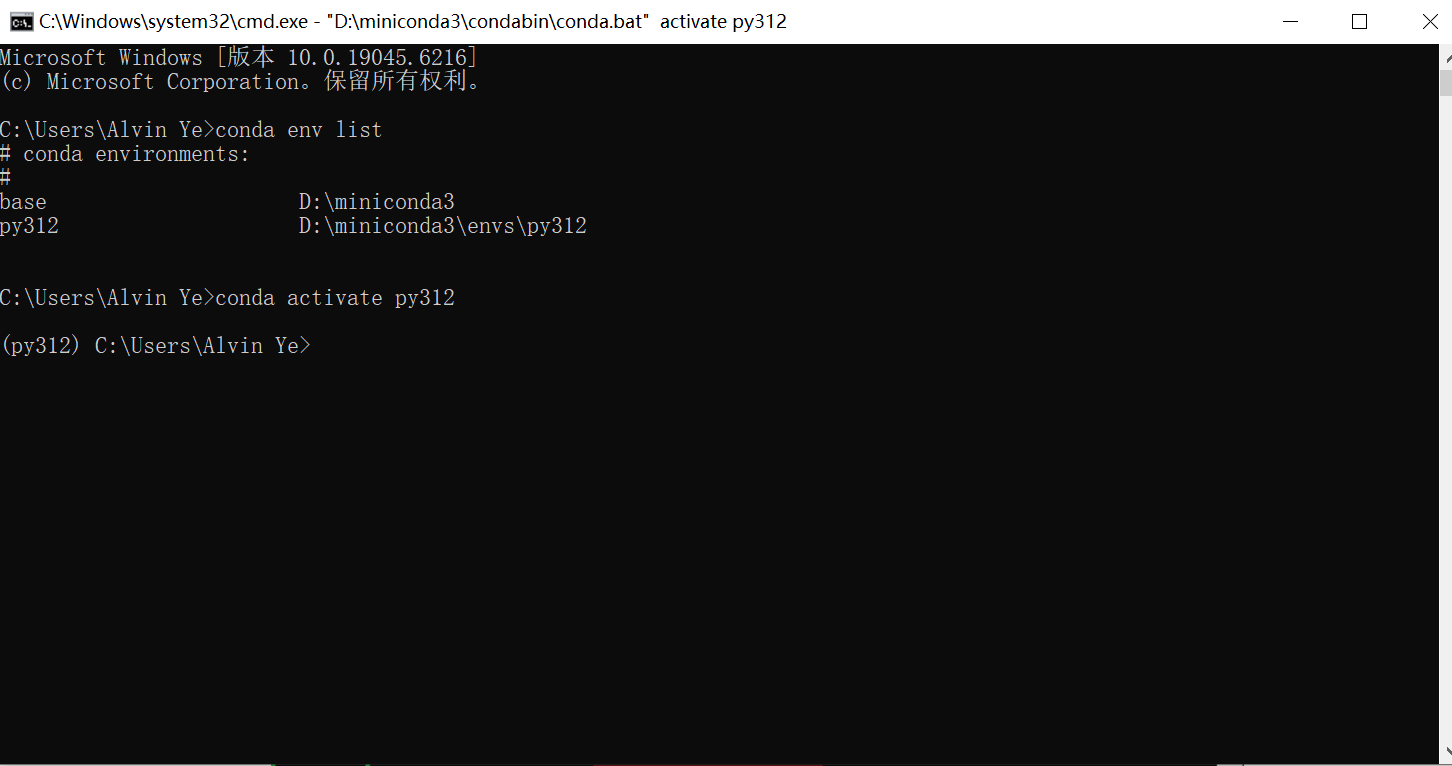 C:\Windows\system32\cmd.exe - "D:\miniconda3\condabin\conda.bat"  activate py312
Microsoft Windows [版本 10.0.19045.6216]
(c) Microsoft Corporation。保留所有权利。
C:\Users\Alvin Ye>conda env list
# conda environments:
#
base                     D:\miniconda3
py312                    D:\miniconda3\envs\py312
C:\Users\Alvin Ye>conda activate py312
(py312) C:\Users\Alvin Ye>